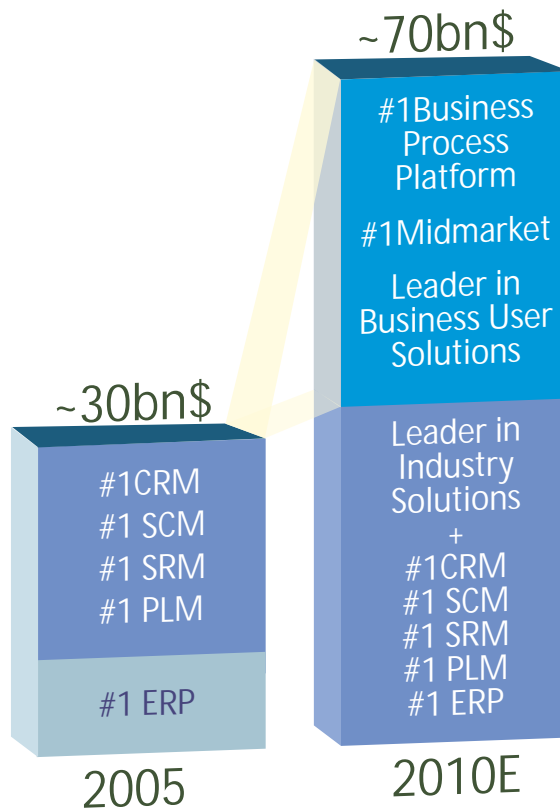 ~30bn$
#1CRM
#1 SCM
#1 SRM
#1 PLM
#1 ERP
2005
~70bn$
#1Business
Process
Platform
#1Midmarket
Leader in
Business User
Solutions
Leader in
Industry
Solutions
+
#1CRM
#1 SCM
#1 SRM
#1 PLM
#1 ERP
2010E